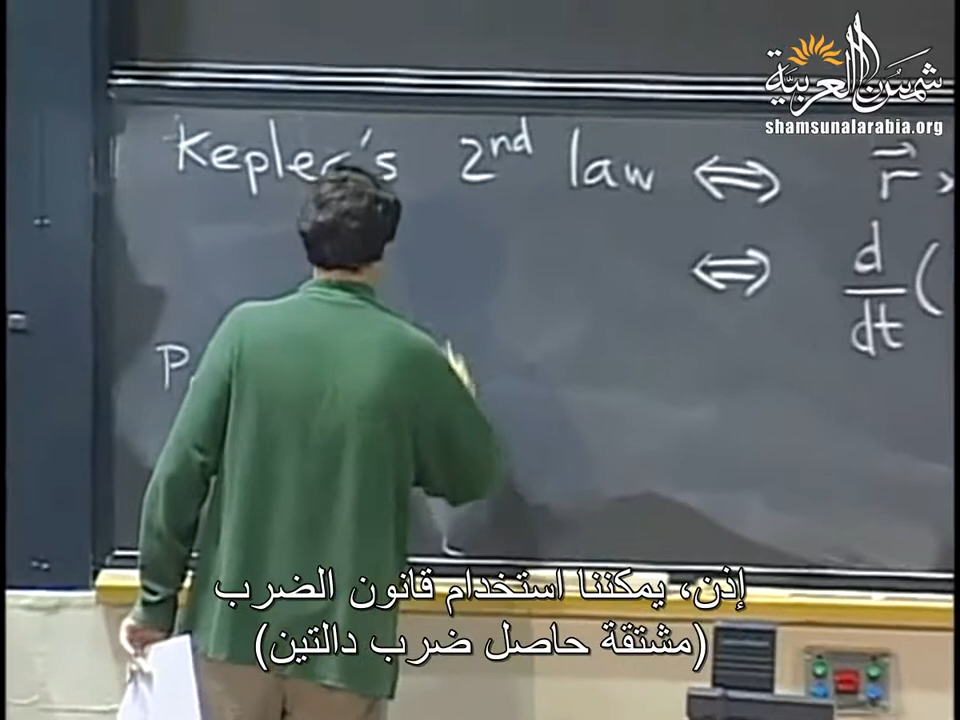 شمس العربية
shamsunalarabia.org
Kepler's 2nd law ⟺ r⃗ ×
⟺ d/dt (
P
إذن، يمكننا استخدام قانون الضرب
(مشتقة حاصل ضرب دالتين)